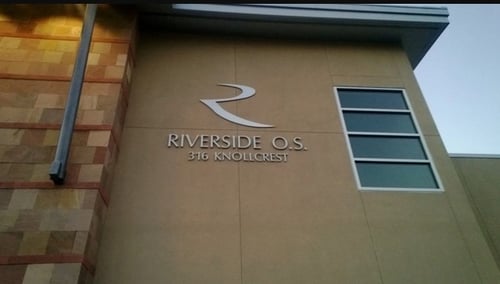 RIVERSIDE O.S.
316 KNOLLCREST